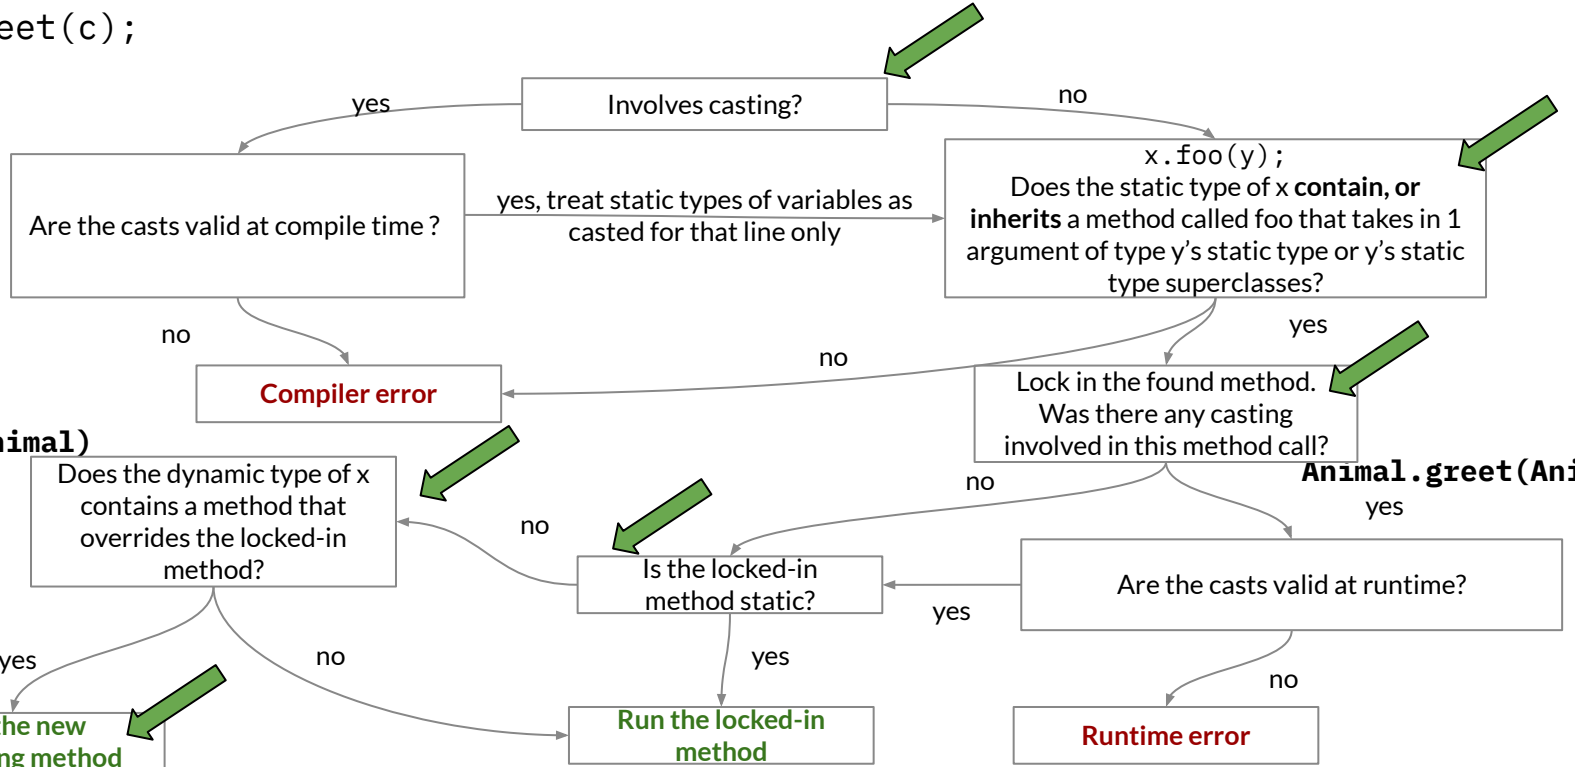 eet(c);
Involves casting?
yes
no
x.foo(y);
Does the static type of x contain, or
inherits a method called foo that takes in 1
argument of type y’s static type or y’s static
type superclasses?
Are the casts valid at compile time ?
yes, treat static types of variables as
casted for that line only
no
yes
no
Compiler error
Lock in the found method.
Was there any casting
involved in this method call?
nimal)
Animal.greet(Ani
Does the dynamic type of x
contains a method that
overrides the locked-in
method?
no
no
yes
Is the locked-in
method static?
Are the casts valid at runtime?
yes
yes
no
yes
no
the new
ng method
Run the locked-in
method
Runtime error